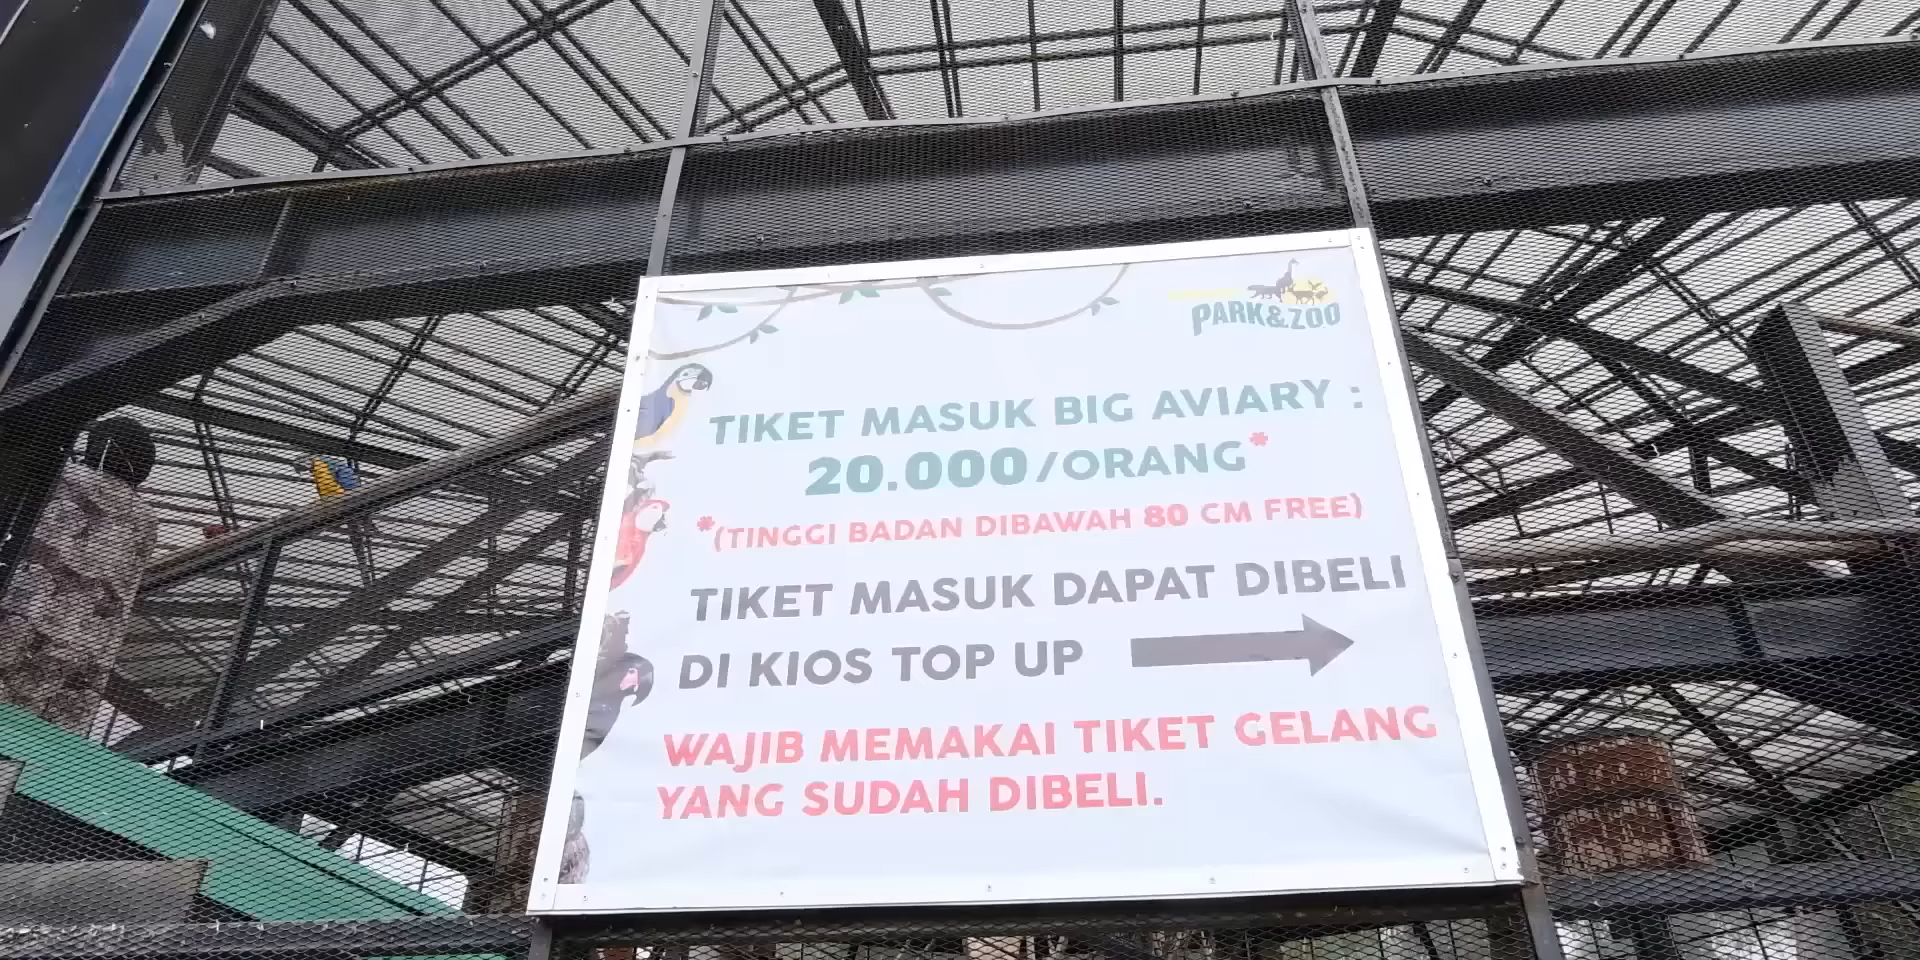 PARK&ZOO
TIKET MASUK BIG AVIARY :
20.000/ORANG*
*(TINGGI BADAN DIBAWAH 80 CM FREE)
TIKET MASUK DAPAT DIBELI
DI KIOS TOP UP
WAJIB MEMAKAI TIKET GELANG
YANG SUDAH DIBELI.